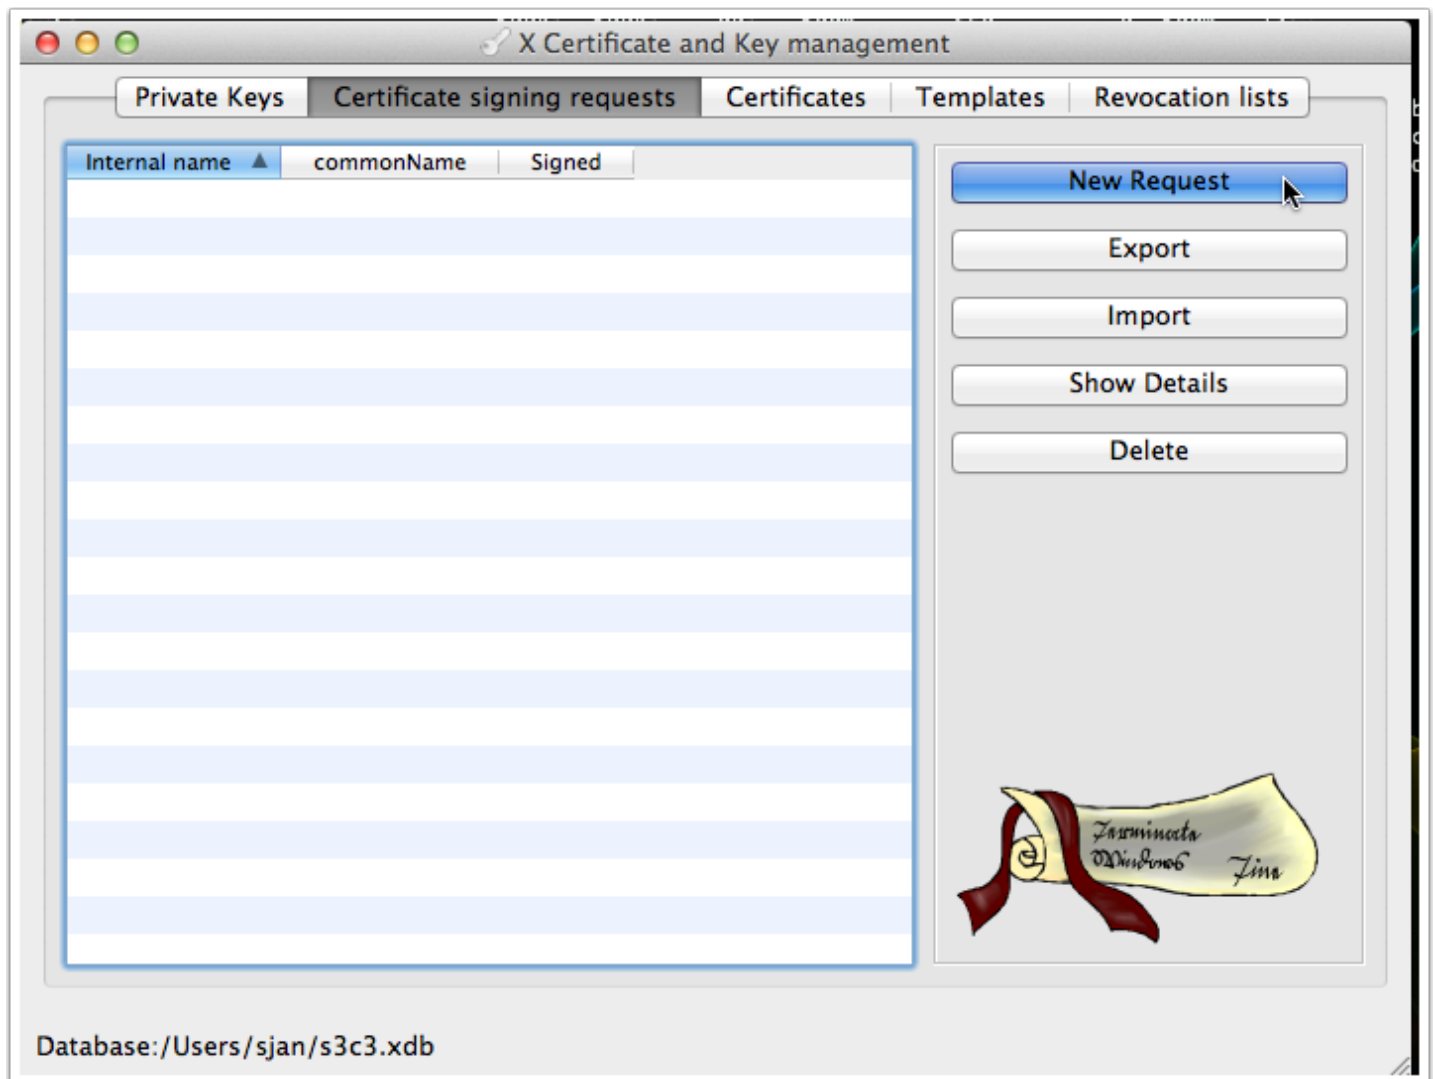 X Certificate and Key management
Private Keys Certificate signing requests Certificates Templates Revocation lists
Internal name commonName Signed
New Request
Export
Import
Show Details
Delete
Windows
Database:/Users/sjan/s3c3.xdb